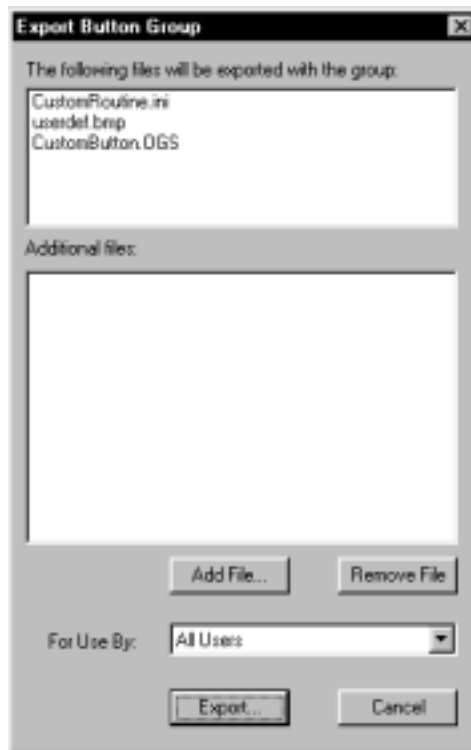 Export Button Group
The following files will be exported with the group:
CustomRoutine.ini
userdef.bmp
CustomButton.OGS
Additional files:
Add File... Remove File
For Use By: All Users
Export... Cancel